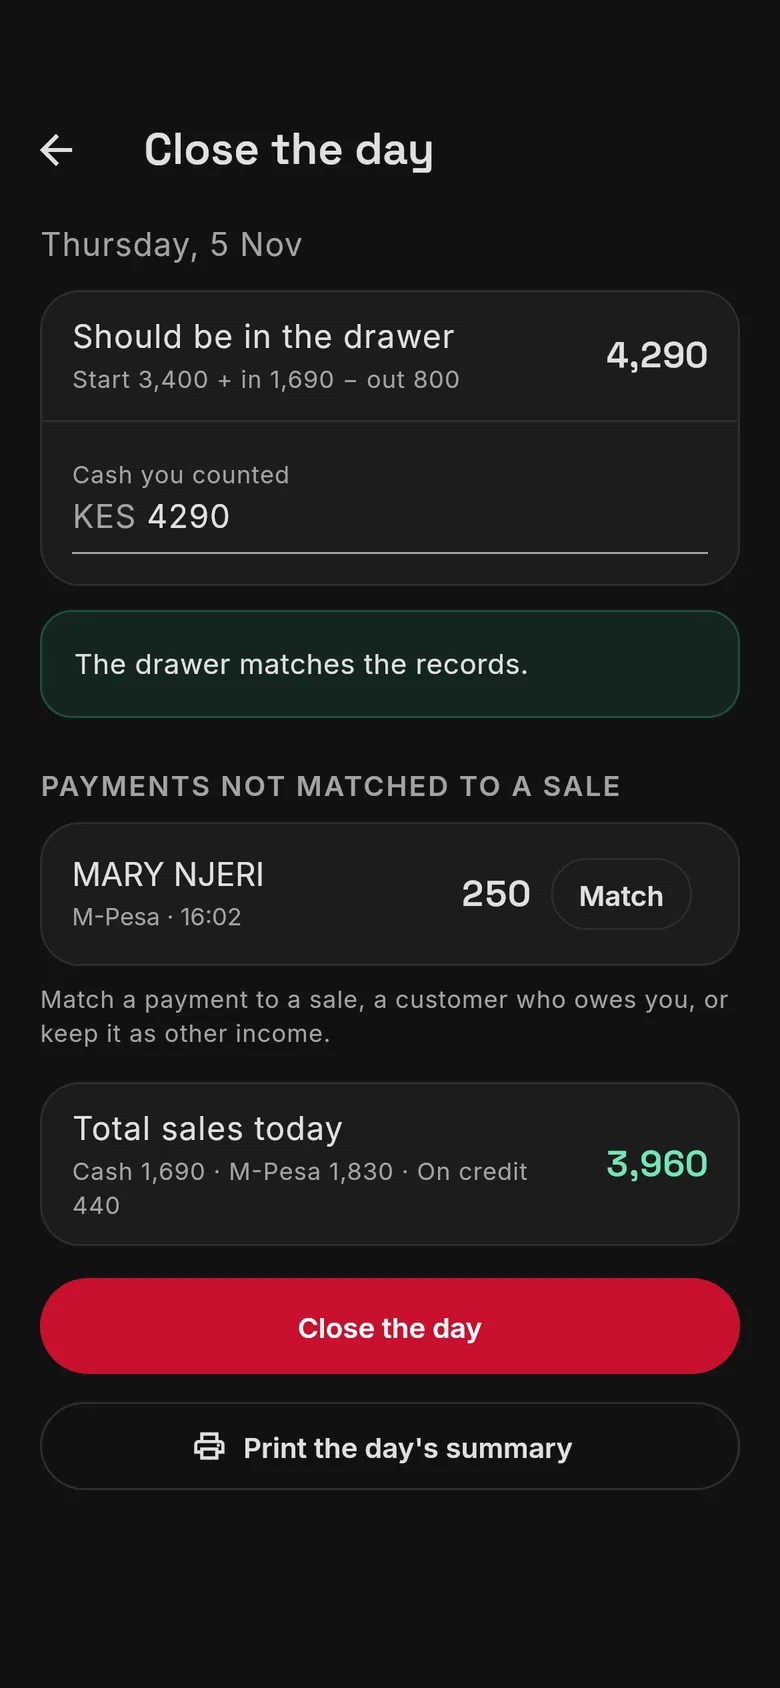 Close the day
Thursday, 5 Nov
Should be in the drawer
Start 3,400 + in 1,690 − out 800
4,290
Cash you counted
KES 4290
The drawer matches the records.
PAYMENTS NOT MATCHED TO A SALE
MARY NJERI
M-Pesa · 16:02
250
Match
Match a payment to a sale, a customer who owes you, or
keep it as other income.
Total sales today
Cash 1,690 · M-Pesa 1,830 · On credit
440
3,960
Close the day
Print the day's summary